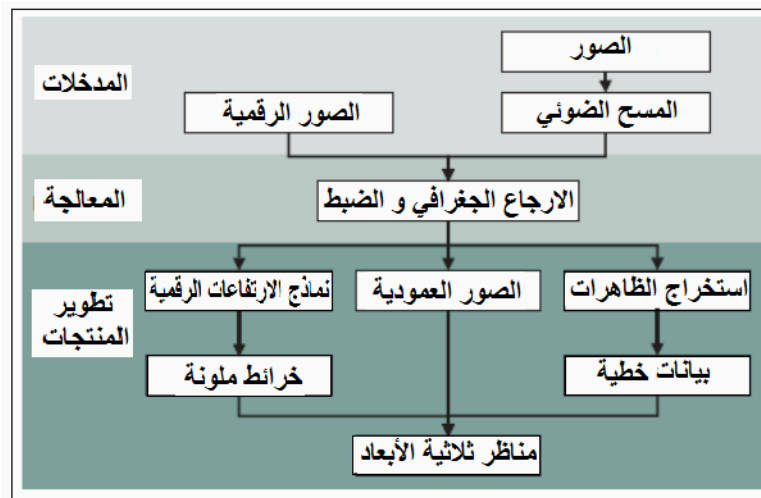 الصور
المدخلات
المسح الضوئي
الصور الرقمية
المعالجة
الارجاع الجغرافي و الضبط
تطوير
المنتجات
استخراج الظاهرات
الصور العمودية
نماذج الارتفاعات الرقمية
بيانات خطية
خرائط ملونة
مناظر ثلاثية الأبعاد